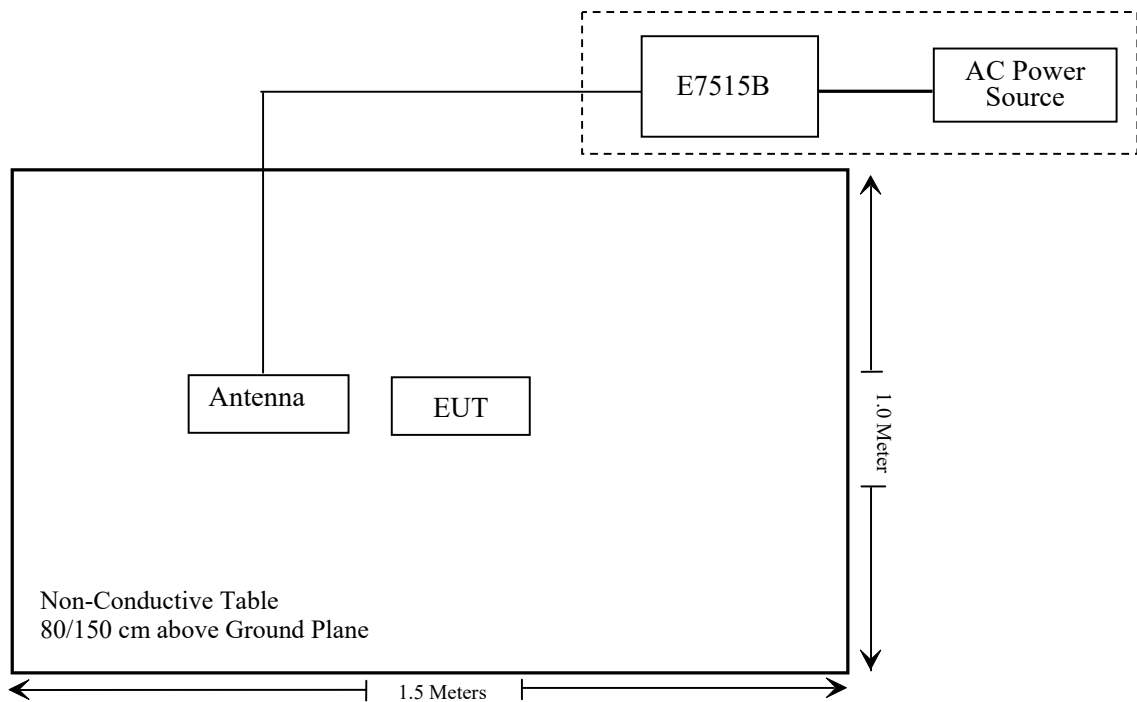 E7515B
AC Power
Source
Antenna
EUT
1.0 Meter
Non-Conductive Table
80/150 cm above Ground Plane
1.5 Meters